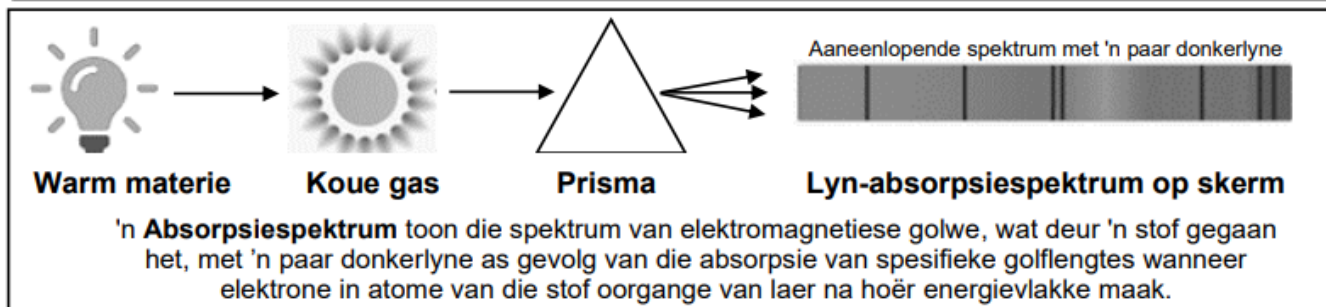 Aaneenlopende spektrum met 'n paar donkerlyne
Warm materie Koue gas Prisma Lyn-absorpsiespektrum op skerm
'n Absorpsiespektrum toon die spektrum van elektromagnetiese golwe, wat deur 'n stof gegaan
het, met ’n paar donkerlyne as gevolg van die absorpsie van spesifieke golflengtes wanneer
elektrone in atome van die stof oorgange van laer na hoër energievlakke maak.